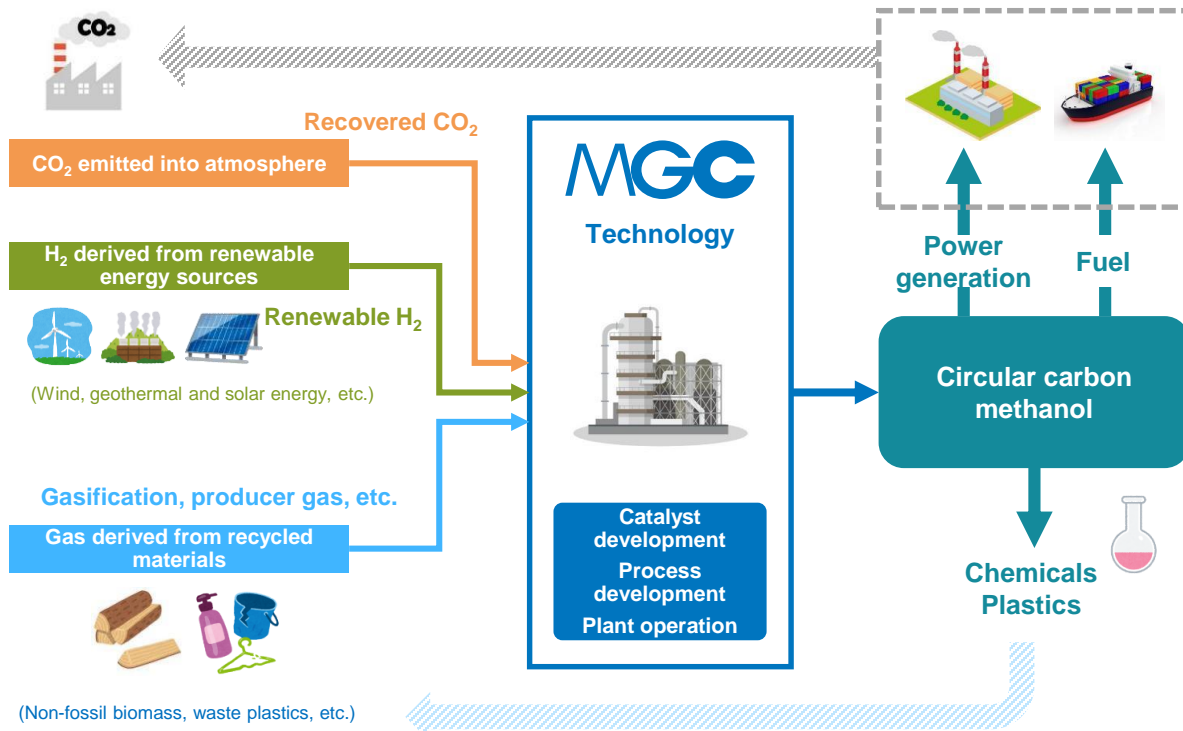 CO₂
Recovered CO₂
CO₂ emitted into atmosphere
H₂ derived from renewable
energy sources
Renewable H₂
(Wind, geothermal and solar energy, etc.)
Gasification, producer gas, etc.
Gas derived from recycled
materials
(Non-fossil biomass, waste plastics, etc.)
MGC
Technology
Catalyst
development
Process
development
Plant operation
Power
generation
Fuel
Circular carbon
methanol
Chemicals
Plastics